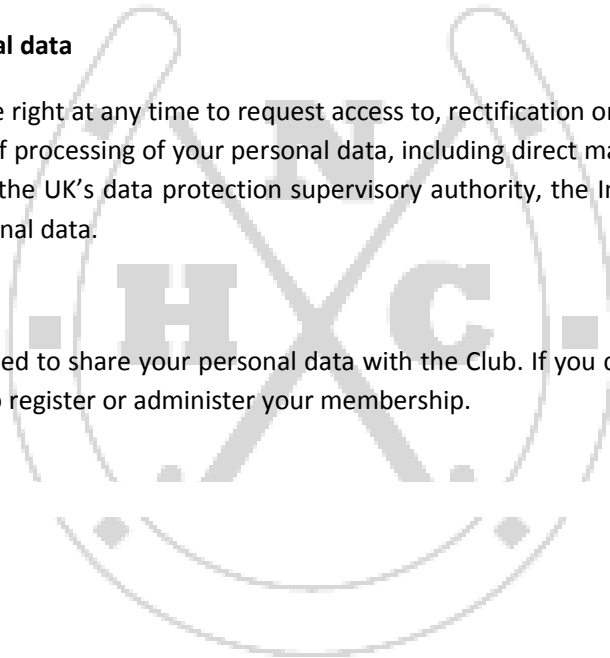 al data
e right at any time to request access to, rectification or
f processing of your personal data, including direct ma
the UK's data protection supervisory authority, the I
nal data.
N
H C
ed to share your personal data with the Club. If you
o register or administer your membership.